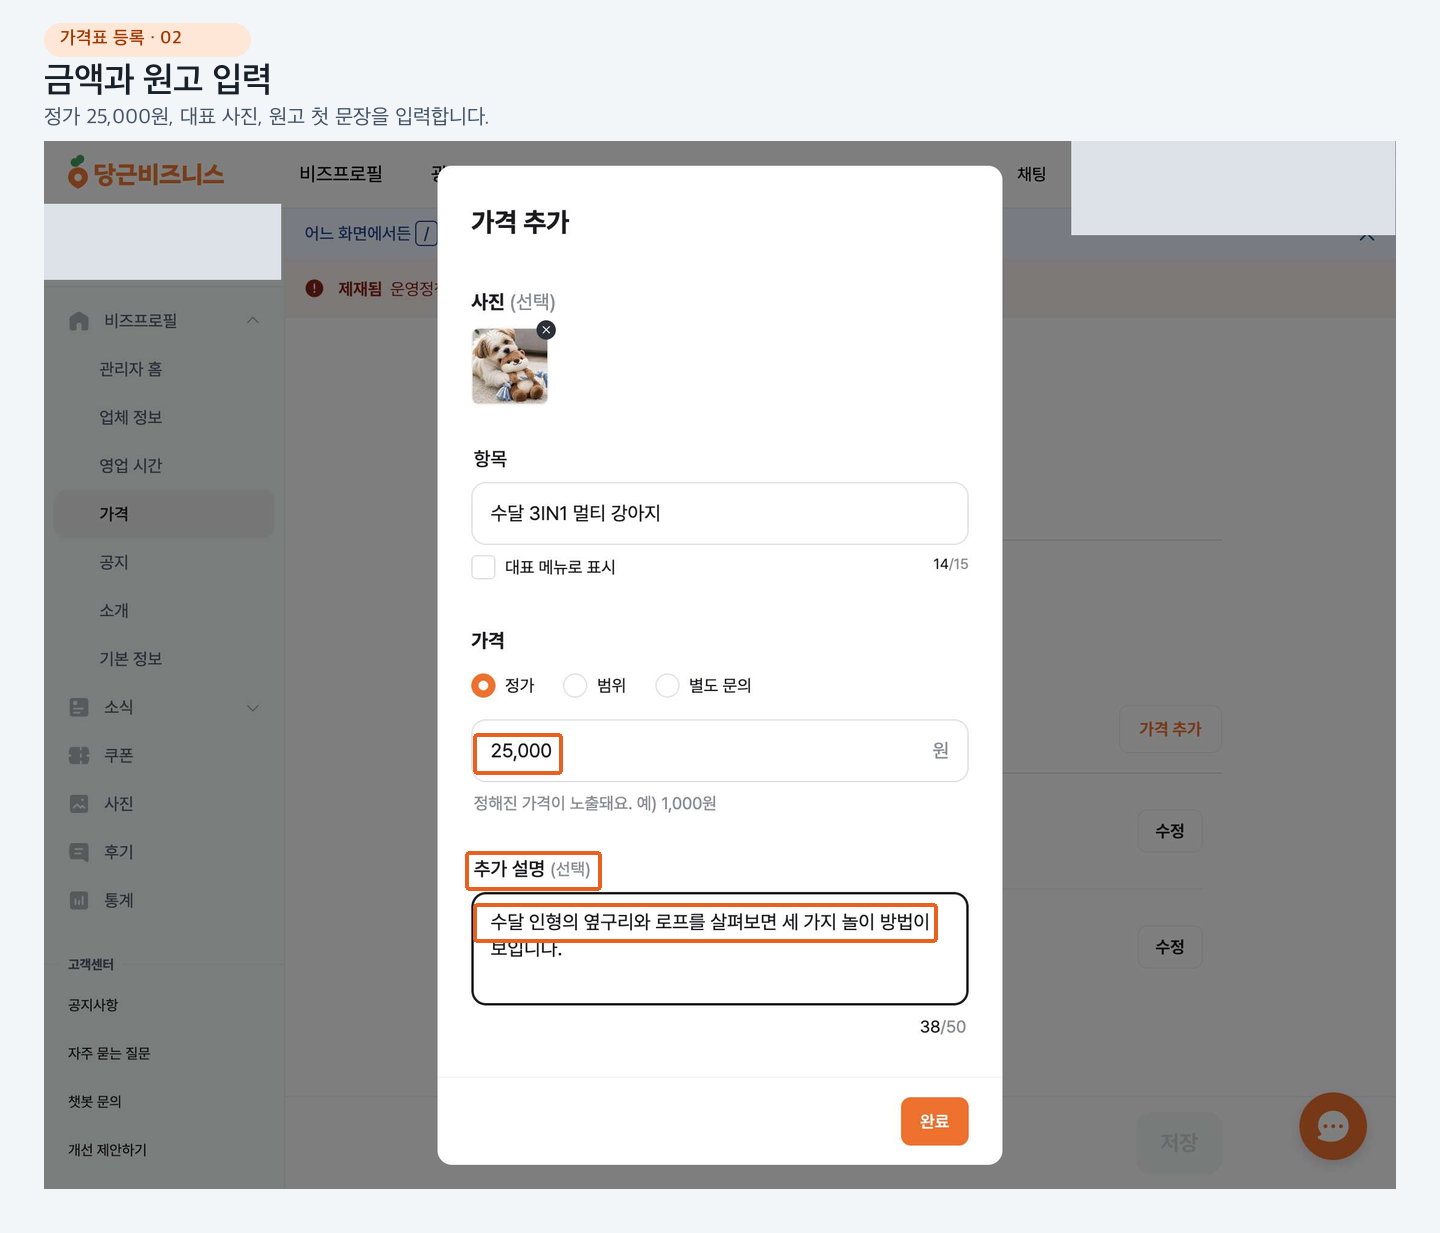 가격표 등록 · 02
금액과 원고 입력
정가 25,000원, 대표 사진, 원고 첫 문장을 입력합니다.
당근비즈니스
비즈프로필
채팅
어느 화면에서든 /
제재됨 운영정
비즈프로필
관리자 홈
업체 정보
영업 시간
가격
공지
소개
기본 정보
소식
쿠폰
사진
후기
통계
고객센터
공지사항
자주 묻는 질문
챗봇 문의
개선 제안하기
가격 추가
사진 (선택)
항목
수달 3IN1 멀티 강아지
대표 메뉴로 표시
14/15
가격
정가 범위 별도 문의
25,000 원
정해진 가격이 노출돼요. 예) 1,000원
추가 설명 (선택)
수달 인형의 옆구리와 로프를 살펴보면 세 가지 놀이 방법이
보입니다.
38/50
완료
가격 추가
수정
수정
저장